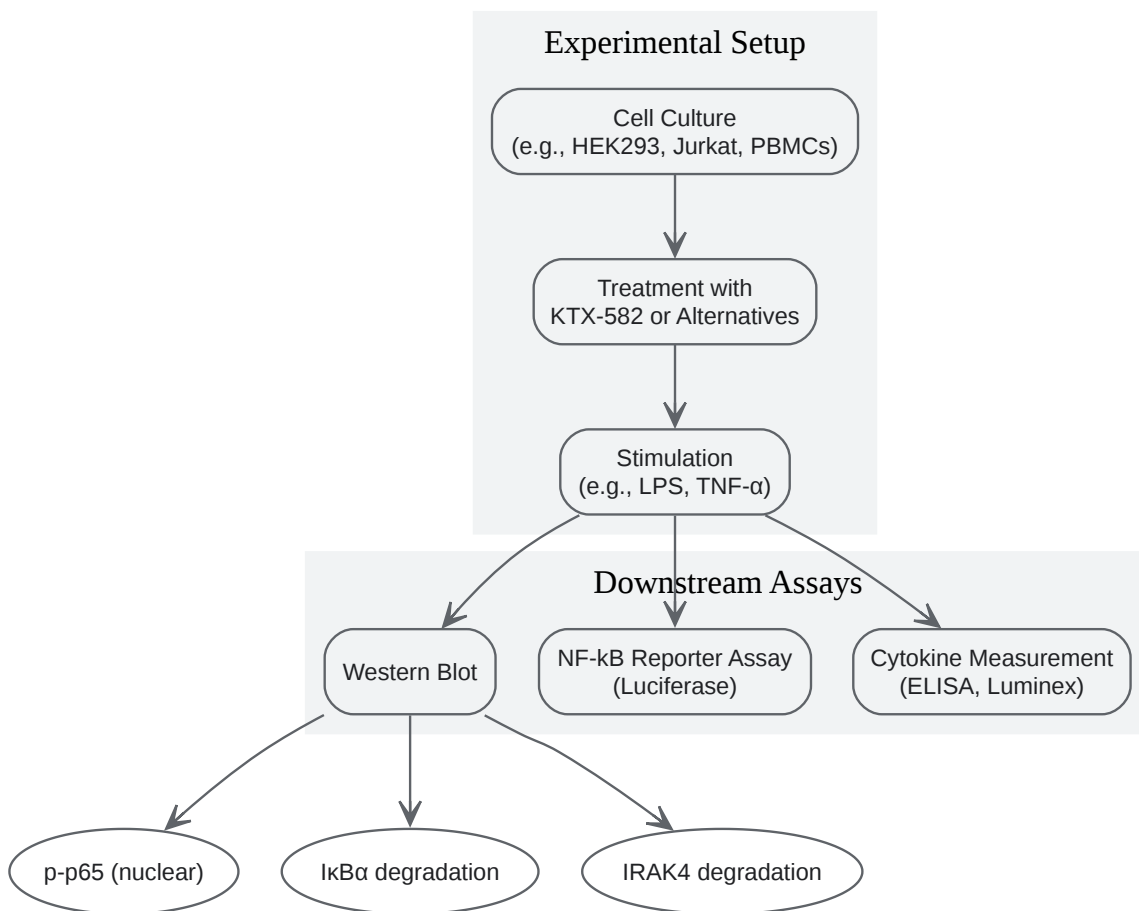 Experimental Setup
Cell Culture
(e.g., HEK293, Jurkat, PBMCs)
Treatment with
KTX-582 or Alternatives
Stimulation
(e.g., LPS, TNF-α)
Downstream Assays
Western Blot
NF-kB Reporter Assay
(Luciferase)
Cytokine Measurement
(ELISA, Luminex)
p-p65 (nuclear)
IκBα degradation
IRAK4 degradation